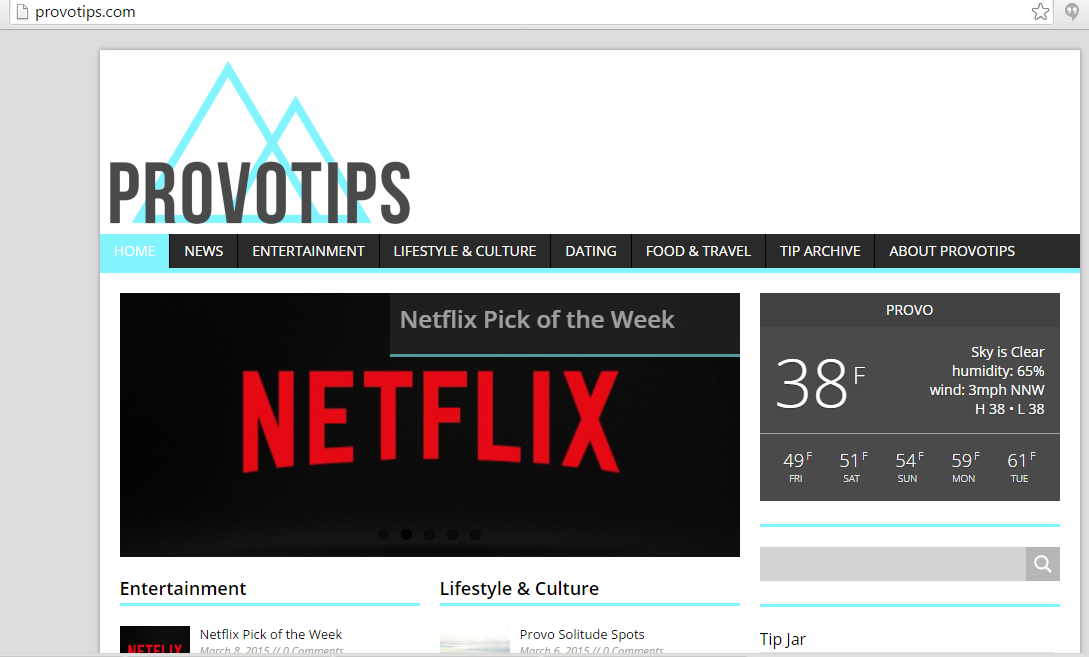 provotips.com
PROVOTIPS
HOME NEWS ENTERTAINMENT LIFESTYLE & CULTURE DATING FOOD & TRAVEL TIP ARCHIVE ABOUT PROVOTIPS
Netflix Pick of the Week
NETFLIX
PROVO
38 F
Sky is Clear
humidity: 65%
wind: 3mph NNW
H 38 • L 38
49 F 51 F 54 F 59 F 61 F
FRI SAT SUN MON TUE
Entertainment
Netflix Pick of the Week
March 8, 2015 // 0 Comments
NETFLIX
Lifestyle & Culture
Provo Solitude Spots
March 6, 2015 // 0 Comments
Tip Jar